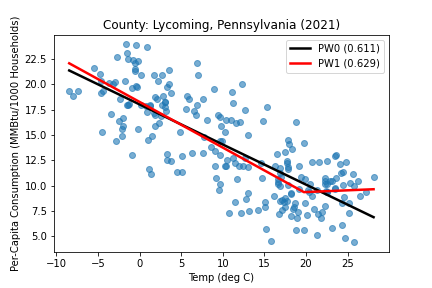 County: Lycoming, Pennsylvania (2021)
PW0 (0.611)
PW1 (0.629)
Per-Capita Consumption (MMBtu/1000 Households)
22.5
20.0
17.5
15.0
12.5
10.0
7.5
5.0
−10 −5 0 5 10 15 20 25
Temp (deg C)